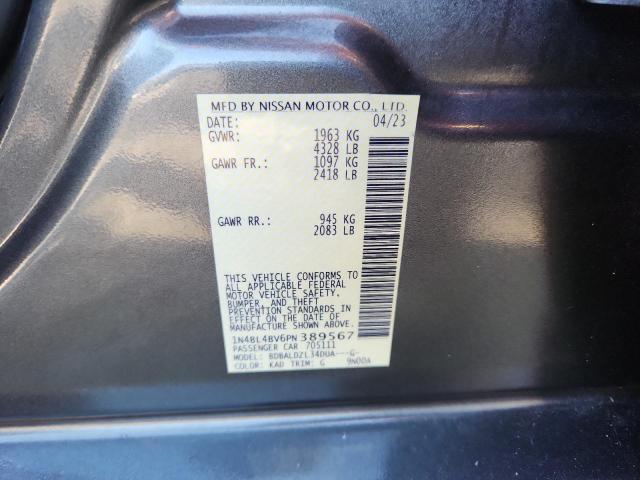 MFD BY NISSAN MOTOR CO., LTD.
DATE: 04/23
GVWR: 1963 KG
4328 LB
GAWR FR.: 1097 KG
2418 LB
GAWR RR.: 945 KG
2083 LB
THIS VEHICLE CONFORMS TO
ALL APPLICABLE FEDERAL
MOTOR VEHICLE SAFETY,
BUMPER, AND THEFT
PREVENTION STANDARDS IN
EFFECT ON THE DATE OF
MANUFACTURE SHOWN ABOVE.
1N4BL4BV6PN389567
PASSENGER CAR 705111
MODEL: BDBALDZL34DUA---G-
COLOR: KAD TRIM: G 9N00A